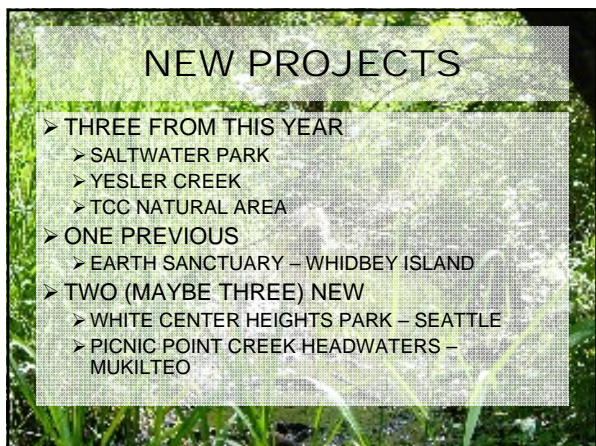 NEW PROJECTS
➢ THREE FROM THIS YEAR
➢ SALTWATER PARK
➢ YESLER CREEK
➢ TCC NATURAL AREA
➢ ONE PREVIOUS
➢ EARTH SANCTUARY – WHIDBEY ISLAND
➢ TWO (MAYBE THREE) NEW
➢ WHITE CENTER HEIGHTS PARK – SEATTLE
➢ PICNIC POINT CREEK HEADWATERS –
MUKILTEO